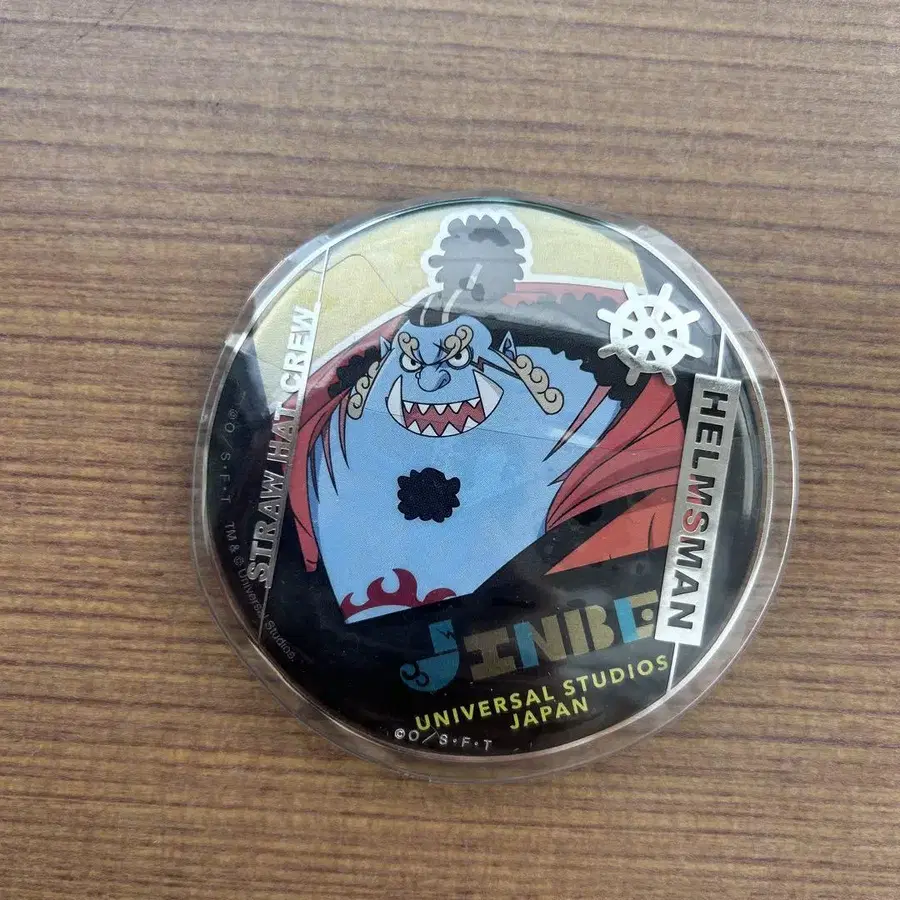 STRAW HAT CREW
HELMSMAN
JINBE
UNIVERSAL STUDIOS
JAPAN
©O/S・F・T
©O/S・F・T TM & © Universal Studios